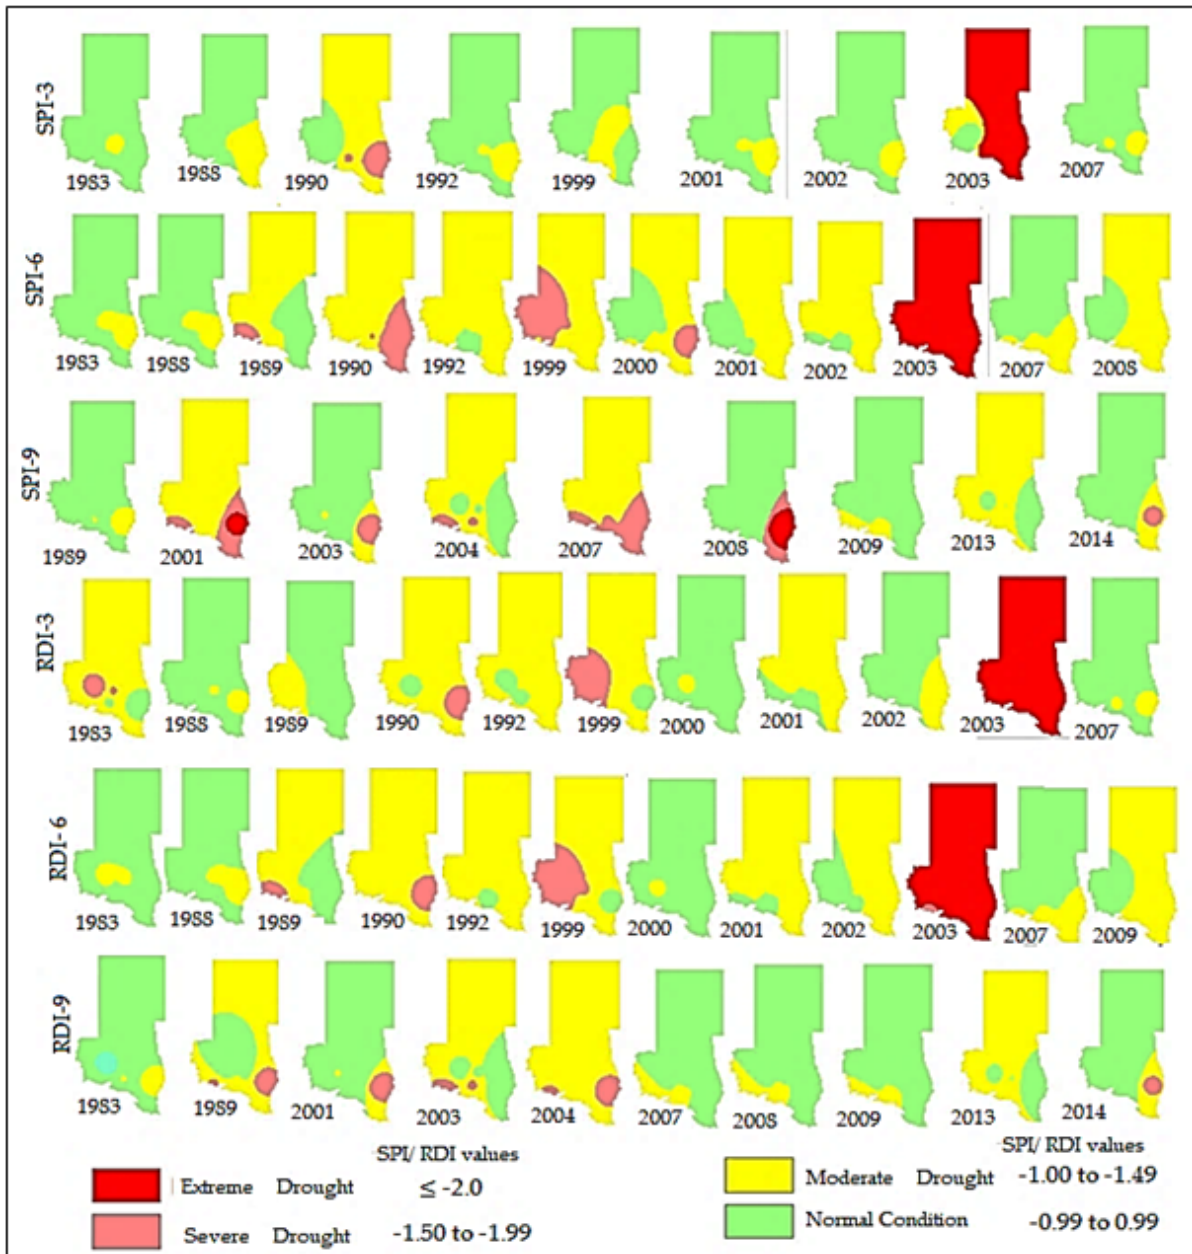 SPI-3
1983 1988 1990 1992 1999 2001 2002 2003 2007
SPI-6
1983 1988 1989 1990 1992 1999 2000 2001 2002 2003 2007 2008
SPI-9
1989 2001 2003 2004 2007 2008 2009 2013 2014
RDI-3
1983 1988 1989 1990 1992 1999 2000 2001 2002 2003 2007
RDI- 6
1983 1988 1989 1990 1992 1999 2000 2001 2002 2003 2007 2009
RDI-9
1983 1989 2001 2003 2004 2007 2008 2009 2013 2014
SPI/ RDI values
Extreme Drought ≤ -2.0
Severe Drought -1.50 to -1.99
SPI/ RDI values
Moderate Drought -1.00 to -1.49
Normal Condition -0.99 to 0.99